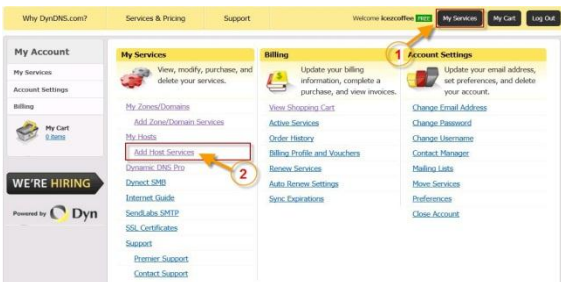 Why DynDNS.com?
Services & Pricing
Support
Welcome icezcoffee FREE
My Services
My Cart
Log Out
1
My Account
My Services
Account Settings
Billing
My Cart
0 items
WE'RE HIRING
Powered by Dyn
My Services
View, modify, purchase, and
delete your services.
My Zones/Domains
Add Zone/Domain Services
My Hosts
Add Host Services
2
Dynamic DNS Pro
Dynect SMB
Internet Guide
SendLabs SMTP
SSL Certificates
Support
Premier Support
Contact Support
Billing
Update your billing
information, complete a
purchase, and view invoices.
View Shopping Cart
Active Services
Order History
Billing Profile and Vouchers
Renew Services
Auto Renew Settings
Sync Expirations
Account Settings
Update your email address,
set preferences, and delete
your account.
Change Email Address
Change Password
Change Username
Contact Manager
Mailing Lists
Move Services
Preferences
Close Account